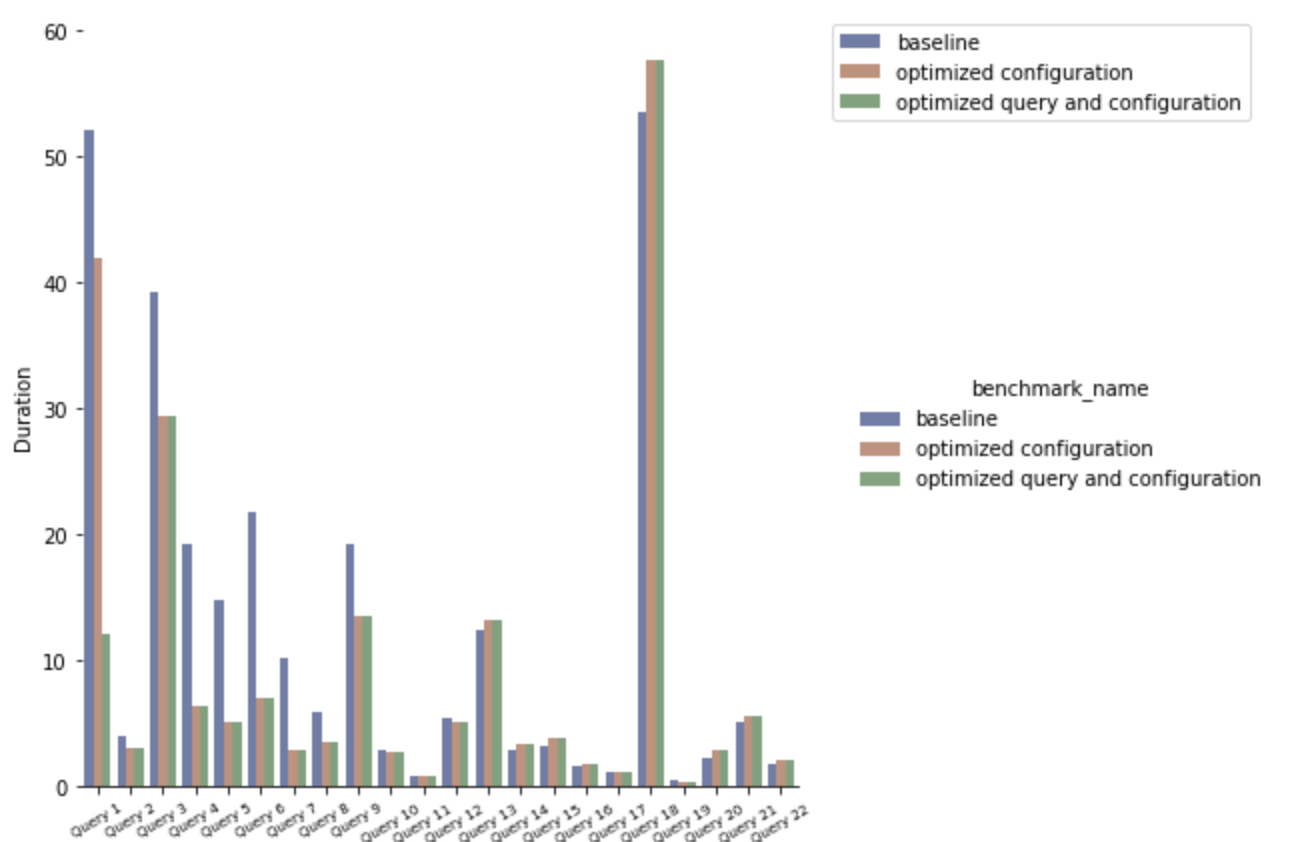 60
50
40
30
20
10
0
Duration
Query 1
Query 2
Query 3
Query 4
Query 5
Query 6
Query 7
Query 8
Query 9
Query 10
Query 11
Query 12
Query 13
Query 14
Query 15
Query 16
Query 17
Query 18
Query 19
Query 20
Query 21
Query 22
baseline
optimized configuration
optimized query and configuration
benchmark_name
baseline
optimized configuration
optimized query and configuration